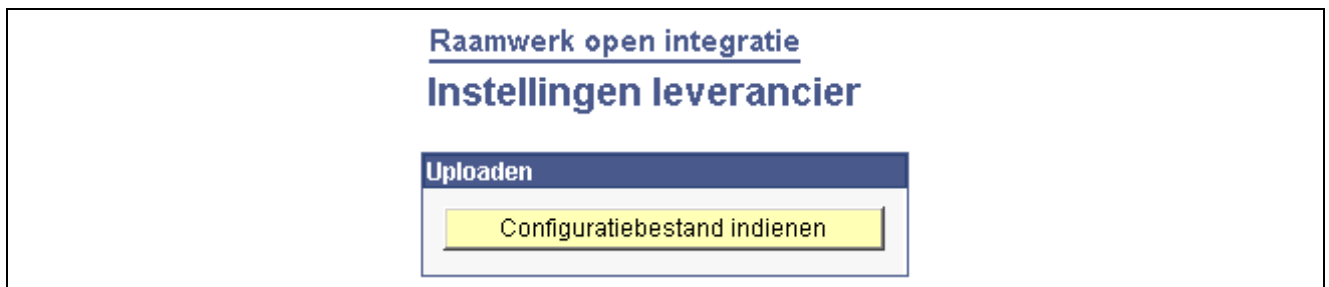 Raamwerk open integratie
Instellingen leverancier
Uploaden
Configuratiebestand indienen